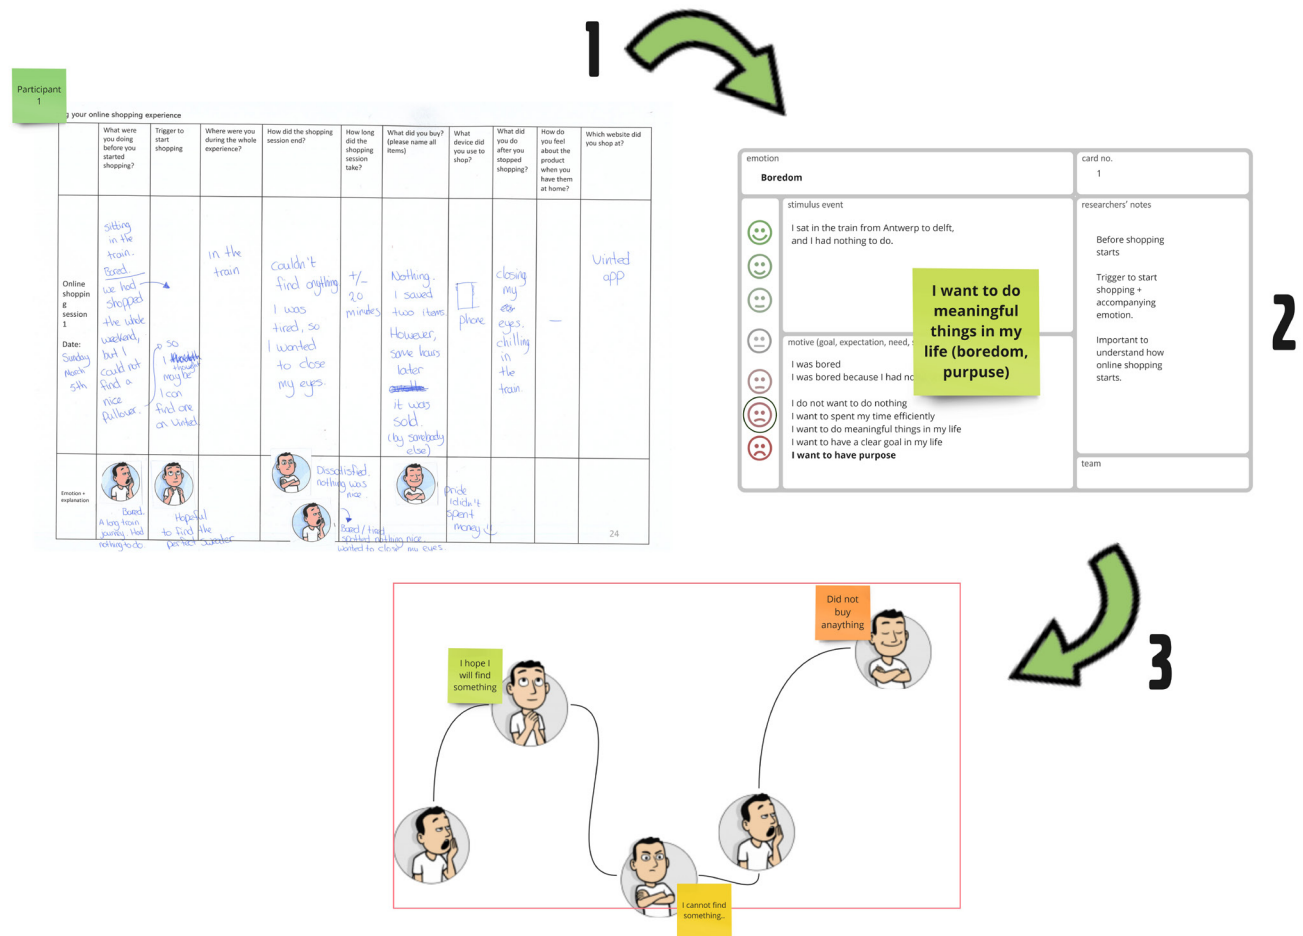 1
Participant
1
g your online shopping experience
What were
you doing
before you
started
shopping?
Trigger to
start
shopping
Where were you
during the whole
experience?
How did the shopping
session end?
How long
did the
shopping
session
take?
What did you buy?
(please name all
items)
What
device did
you use to
shop?
What did
you do
after you
stopped
shopping?
How do
you feel
about the
product
when you
have them
at home?
Which website did
you shop at?
Online
shoppin
g
session
1
Date:
Sunday
March
5th
sitting
in the
train.
Bored.
we had
shopped
the whole
weekend,
but I
could not
find a
nice
pullover.
so
I
thought
maybe
I can
find one
on Vinted.
in the
train
couldn't
find anything
I was
tired, so
I wanted
to close
my eyes.
+/-
20
minutes
Nothing.
I saved
two items.
However,
some hours
later
it was
sold.
(by somebody
else)
phone
closing
my
eyes.
chilling
in
the
train.
—
Vinted
app
Emotion +
explanation
Bored.
A long train
journey. Had
nothing to do.
Hopeful
to find the
perfect sweater
Dissatisfied.
nothing was
nice.
Bored / tired
spotted nothing nice.
wanted to close my eyes.
pride
I didn't
spent
money
24
emotion
Boredom
card no.
1
stimulus event
I sat in the train from Antwerp to delft,
and I had nothing to do.
motive (goal, expectation, need, s
I was bored
I was bored because I had no
I do not want to do nothing
I want to spent my time efficiently
I want to do meaningful things in my life
I want to have a clear goal in my life
I want to have purpose
I want to do
meaningful
things in my
life (boredom,
purpuse)
researchers' notes
Before shopping
starts
Trigger to start
shopping +
accompanying
emotion.
Important to
understand how
online shopping
starts.
team
2
3
I hope I
will find
something
Did not
buy
anaything
I cannot find
something..